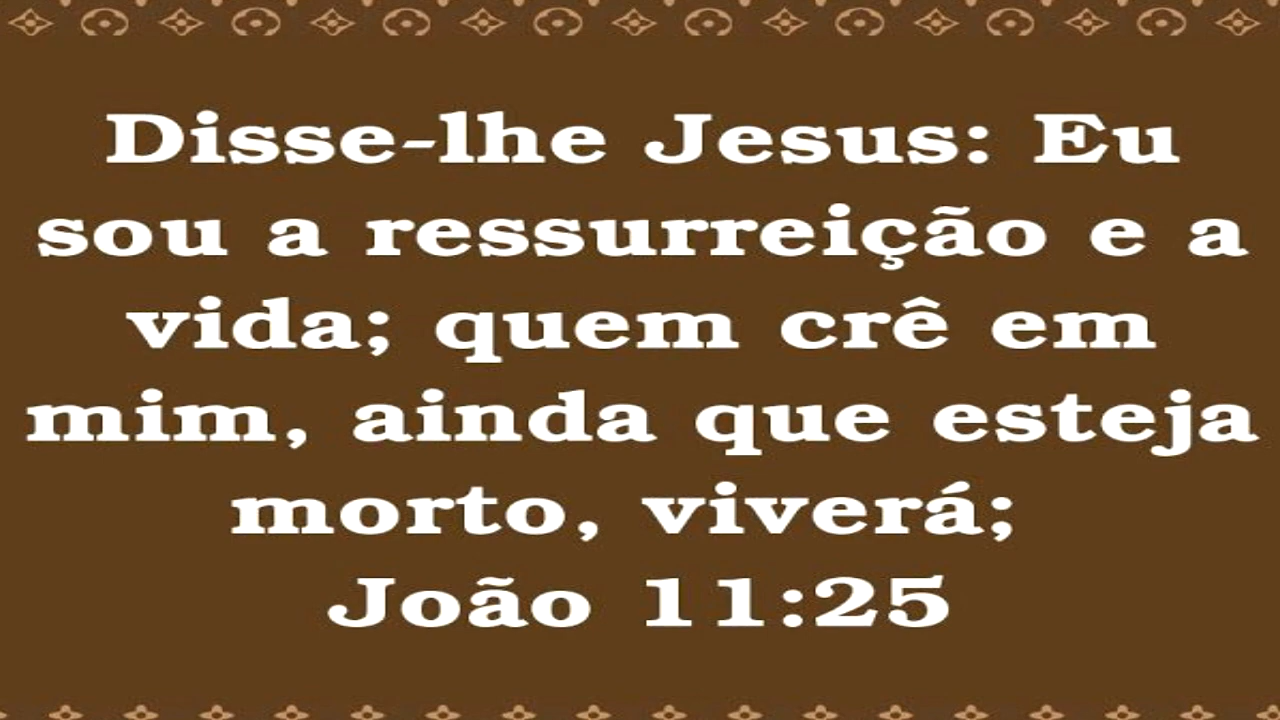 Disse-lhe Jesus: Eu
sou a ressurreição e a
vida; quem crê em
mim, ainda que esteja
morto, viverá;
João 11:25